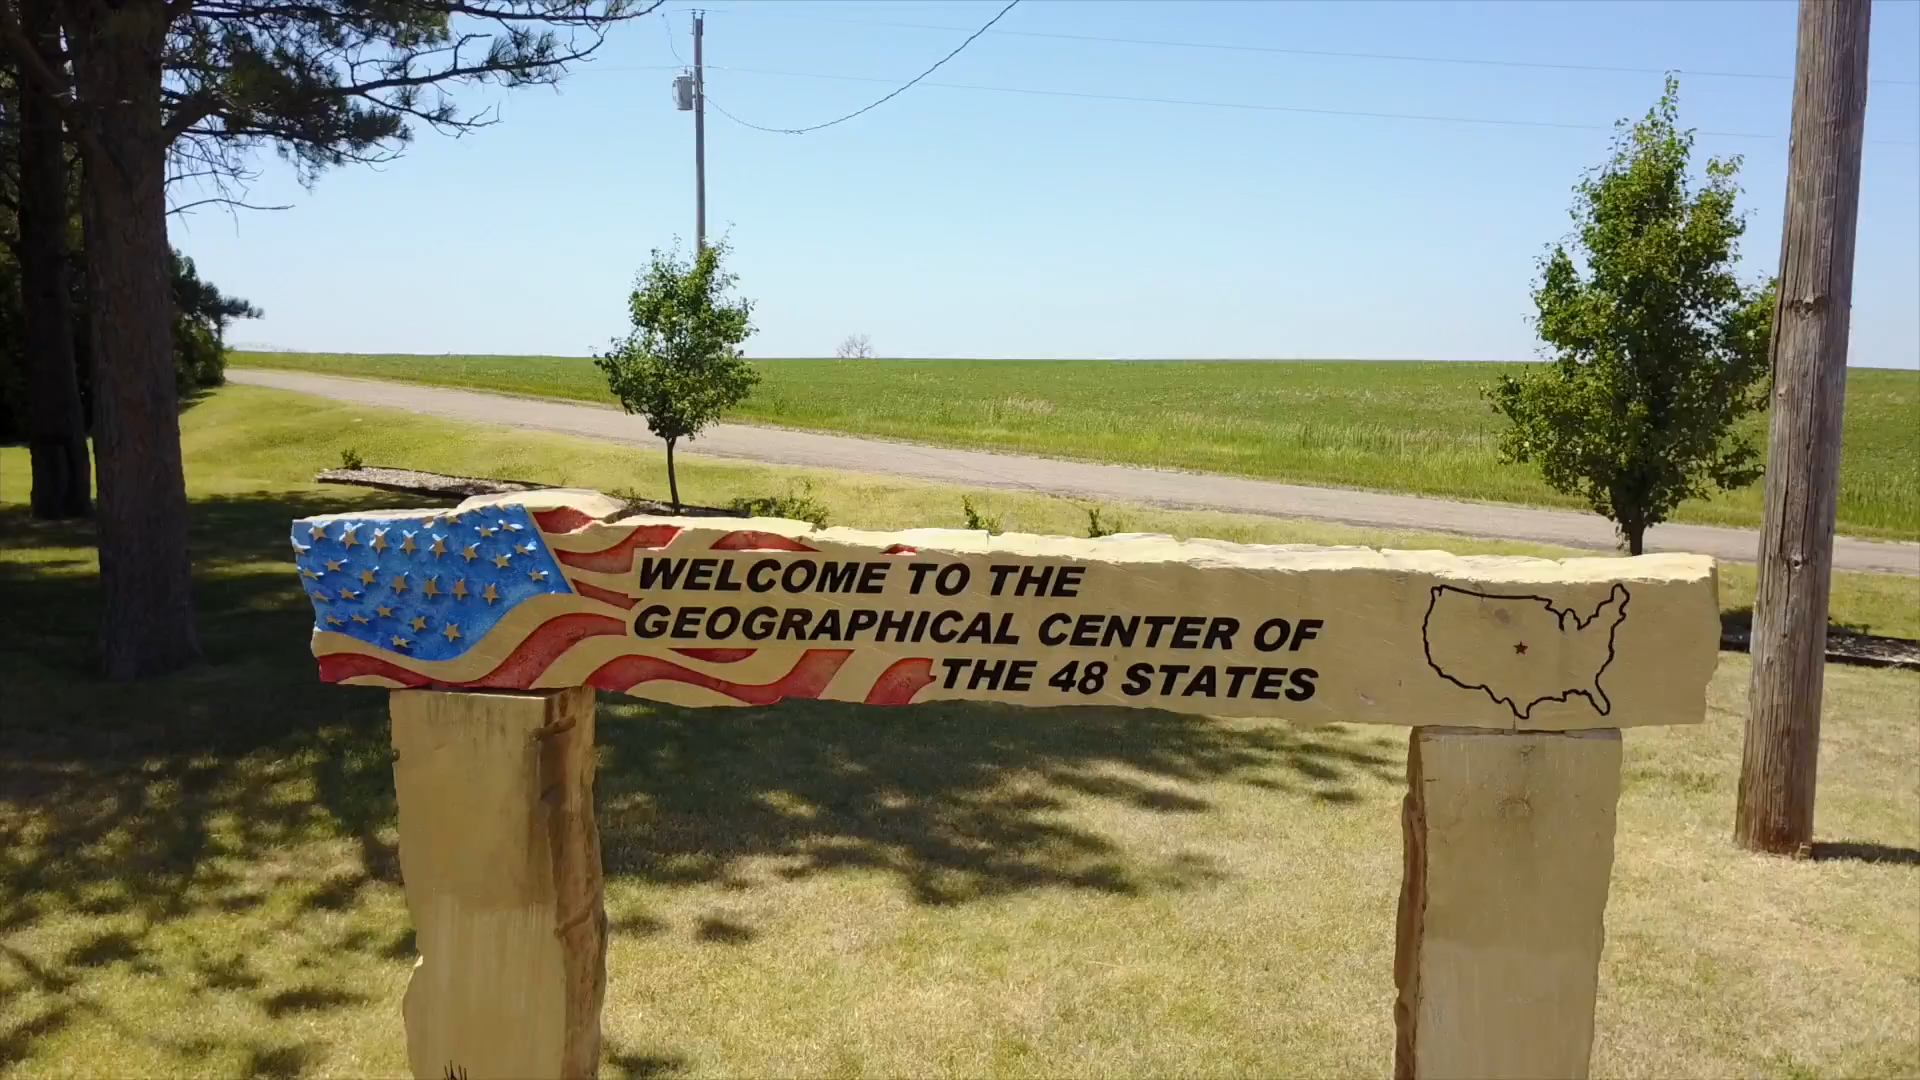 WELCOME TO THE
GEOGRAPHICAL CENTER OF
THE 48 STATES